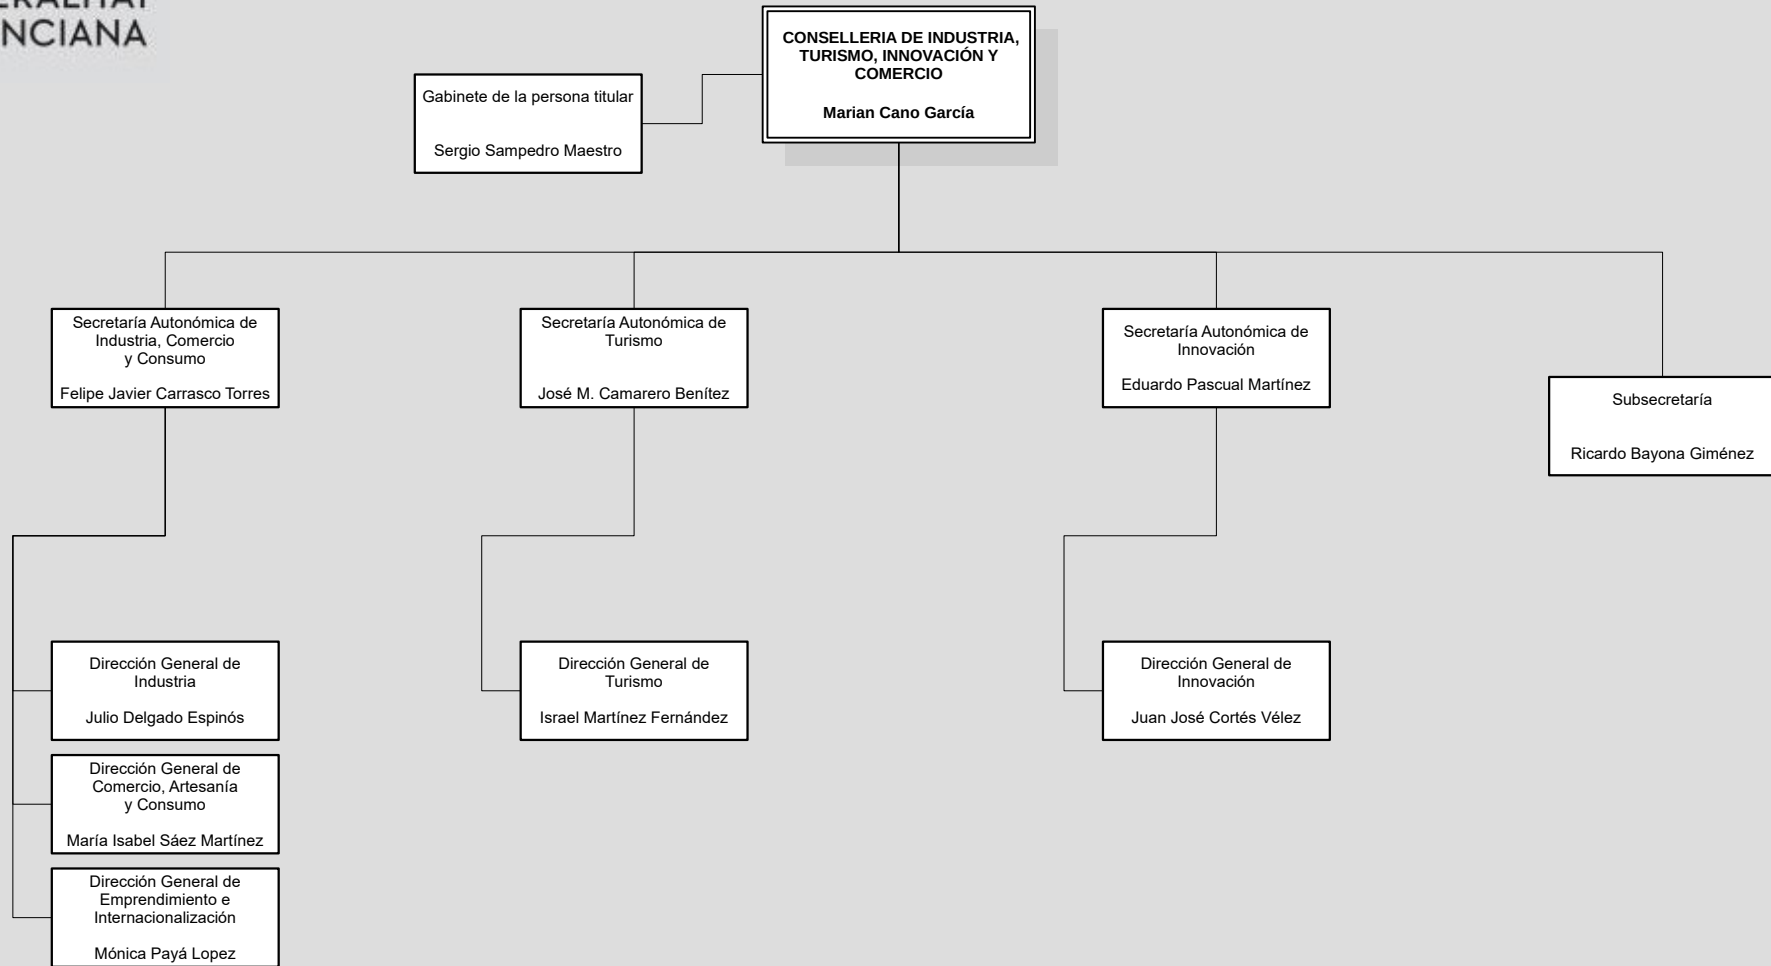 NCIANA
CONSELLERIA DE INDUSTRIA,
TURISMO, INNOVACIÓN Y
COMERCIO
Marian Cano García
Gabinete de la persona titular
Sergio Sampedro Maestro
Secretaría Autonómica de
Industria, Comercio
y Consumo
Felipe Javier Carrasco Torres
Secretaría Autonómica de
Turismo
José M. Camarero Benítez
Secretaría Autonómica de
Innovación
Eduardo Pascual Martínez
Subsecretaría
Ricardo Bayona Giménez
Dirección General de
Industria
Julio Delgado Espinós
Dirección General de
Turismo
Israel Martínez Fernández
Dirección General de
Innovación
Juan José Cortés Vélez
Dirección General de
Comercio, Artesanía
y Consumo
María Isabel Sáez Martínez
Dirección General de
Emprendimiento e
Internacionalización
Mónica Payá Lopez